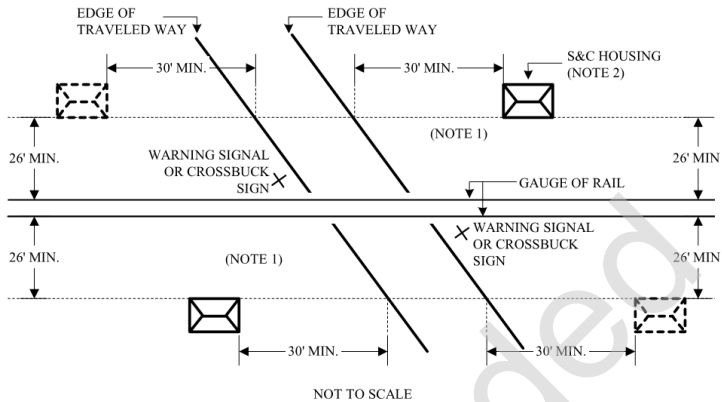 EDGE OF
TRAVELED WAY
EDGE OF
TRAVELED WAY
S&C HOUSING
(NOTE 2)
30' MIN.
30' MIN.
(NOTE 1)
26' MIN.
WARNING SIGNAL
OR CROSSBUCK
SIGN
26' MIN
GAUGE OF RAIL
WARNING SIGNAL
OR CROSSBUCK
SIGN
26' MIN.
(NOTE 1)
26' MIN
30' MIN.
30' MIN.
NOT TO SCALE
ded